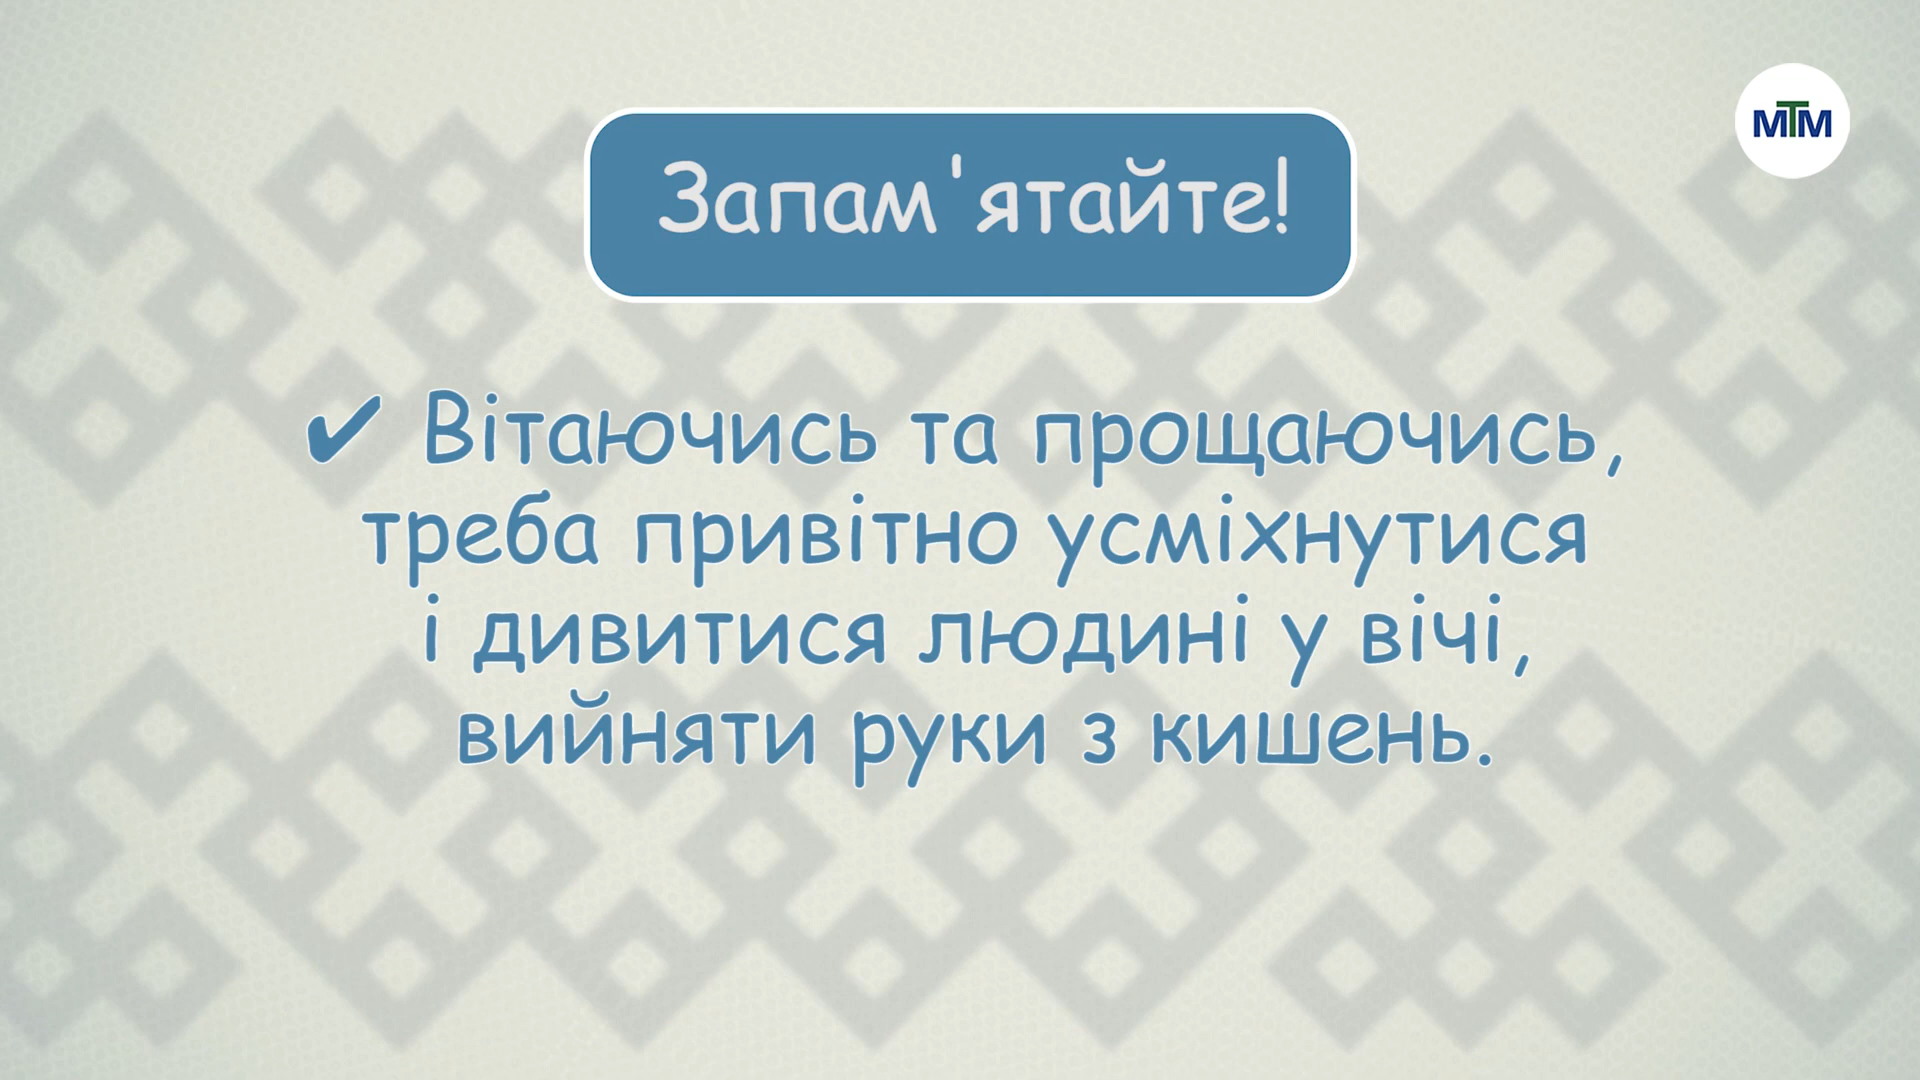 МТМ
Запам'ятайте!
✔ Вітаючись та прощаючись,
треба привітно усміхнутися
і дивитися людині у вічі,
вийняти руки з кишень.